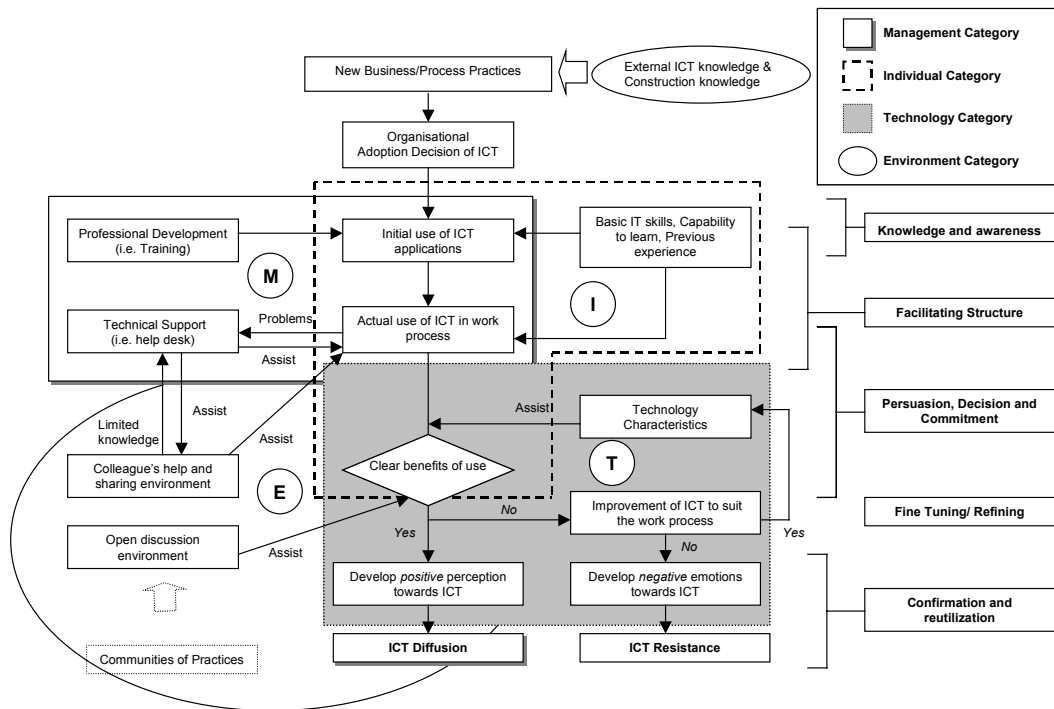 Management Category
Individual Category
Technology Category
Environment Category
New Business/Process Practices
External ICT knowledge &
Construction knowledge
Organisational
Adoption Decision of ICT
Professional Development
(i.e. Training)
Initial use of ICT
applications
Basic IT skills, Capability
to learn, Previous
experience
Knowledge and awareness
M
I
Technical Support
(i.e. help desk)
Problems
Assist
Actual use of ICT in work
process
Facilitating Structure
Limited
knowledge
Assist
Assist
Assist
Technology
Characteristics
Persuasion, Decision and
Commitment
Colleague's help and
sharing environment
E
Clear benefits of use
T
Open discussion
environment
Assist
Yes
No
Improvement of ICT to suit
the work process
Yes
Fine Tuning/ Refining
No
Develop positive perception
towards ICT
Develop negative emotions
towards ICT
Confirmation and
reutilization
Communities of Practices
ICT Diffusion
ICT Resistance